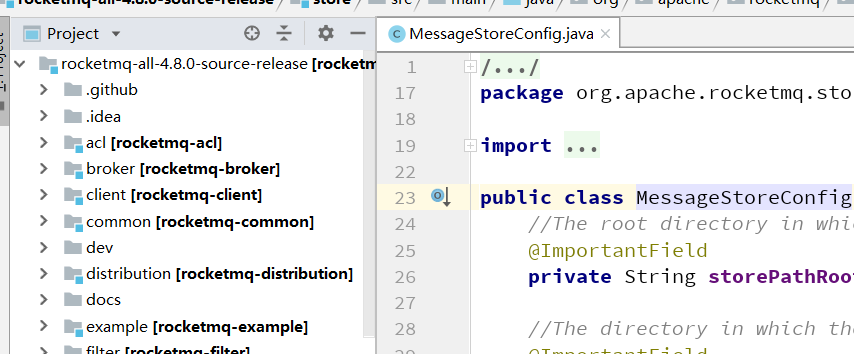 rocketmq-all-4.8.0-source-release store src main java org apache rocketmq
Project
MessageStoreConfig.java
Project
rocketmq-all-4.8.0-source-release [rocketm
.github
.idea
acl [rocketmq-acl]
broker [rocketmq-broker]
client [rocketmq-client]
common [rocketmq-common]
dev
distribution [rocketmq-distribution]
docs
example [rocketmq-example]
filter [rocketmq-filter]
1 /.../
17 package org.apache.rocketmq.sto
18
19 import ...
22
23 public class MessageStoreConfig
24 //The root directory in whic
25 @ImportantField
26 private String storePathRoo
27
28 //The directory in which the
29 @ImportantField